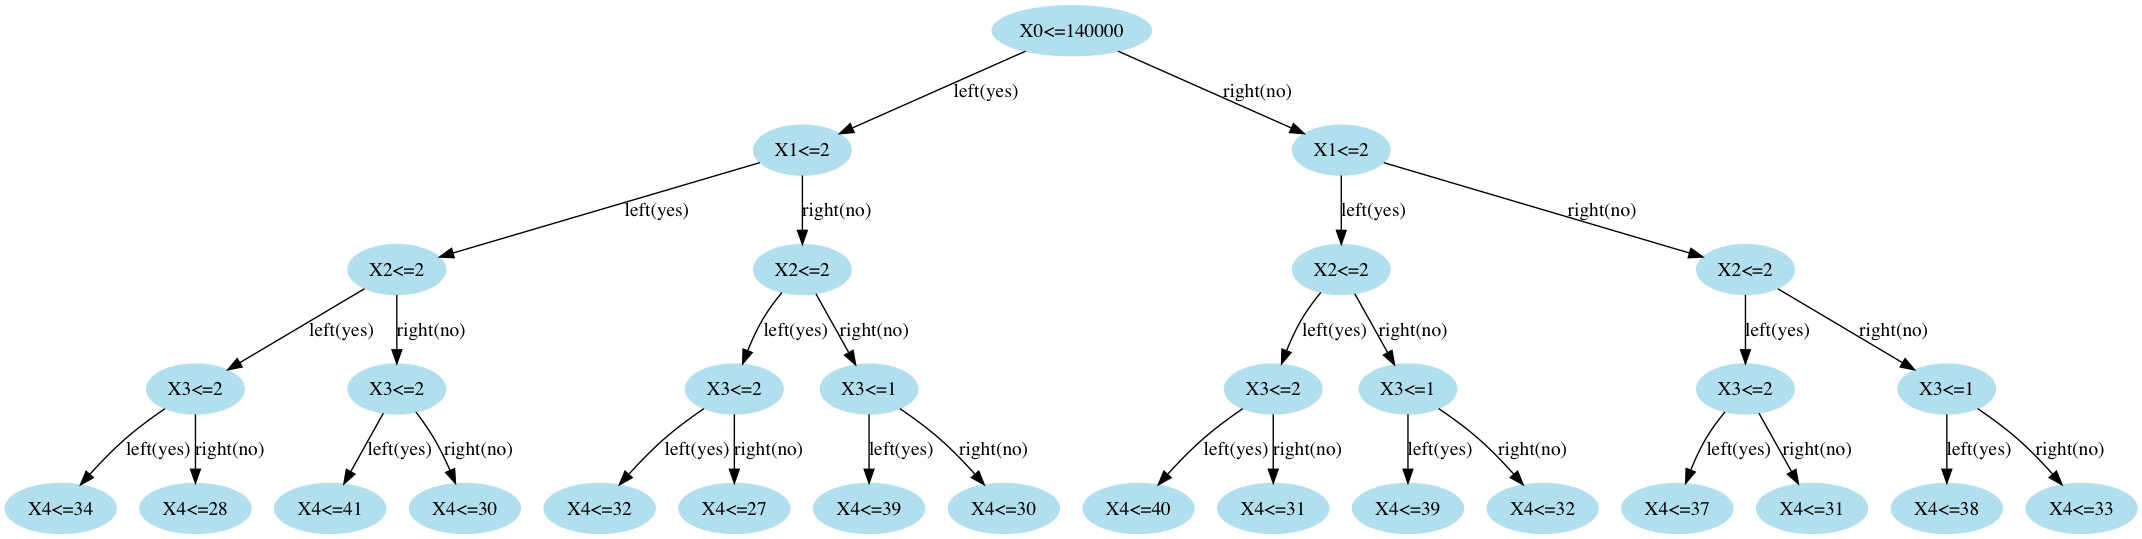 X0<=140000
left(yes)
right(no)
X1<=2
X1<=2
left(yes)
right(no)
left(yes)
right(no)
X2<=2
X2<=2
X2<=2
X2<=2
left(yes)
right(no)
left(yes)
right(no)
left(yes)
right(no)
left(yes)
right(no)
X3<=2
X3<=2
X3<=2
X3<=1
X3<=2
X3<=1
X3<=2
X3<=1
left(yes)
right(no)
left(yes)
right(no)
left(yes)
right(no)
left(yes)
right(no)
left(yes)
right(no)
left(yes)
right(no)
left(yes)
right(no)
left(yes)
right(no)
X4<=34
X4<=28
X4<=41
X4<=30
X4<=32
X4<=27
X4<=39
X4<=30
X4<=40
X4<=31
X4<=39
X4<=32
X4<=37
X4<=31
X4<=38
X4<=33